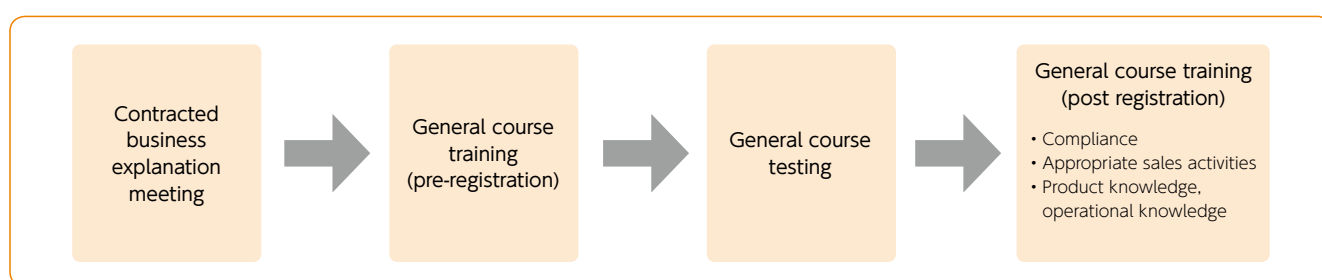 Contracted
business
explanation
meeting
General course
training
(pre-registration)
General course
testing
General course training
(post registration)
• Compliance
• Appropriate sales activities
• Product knowledge,
operational knowledge